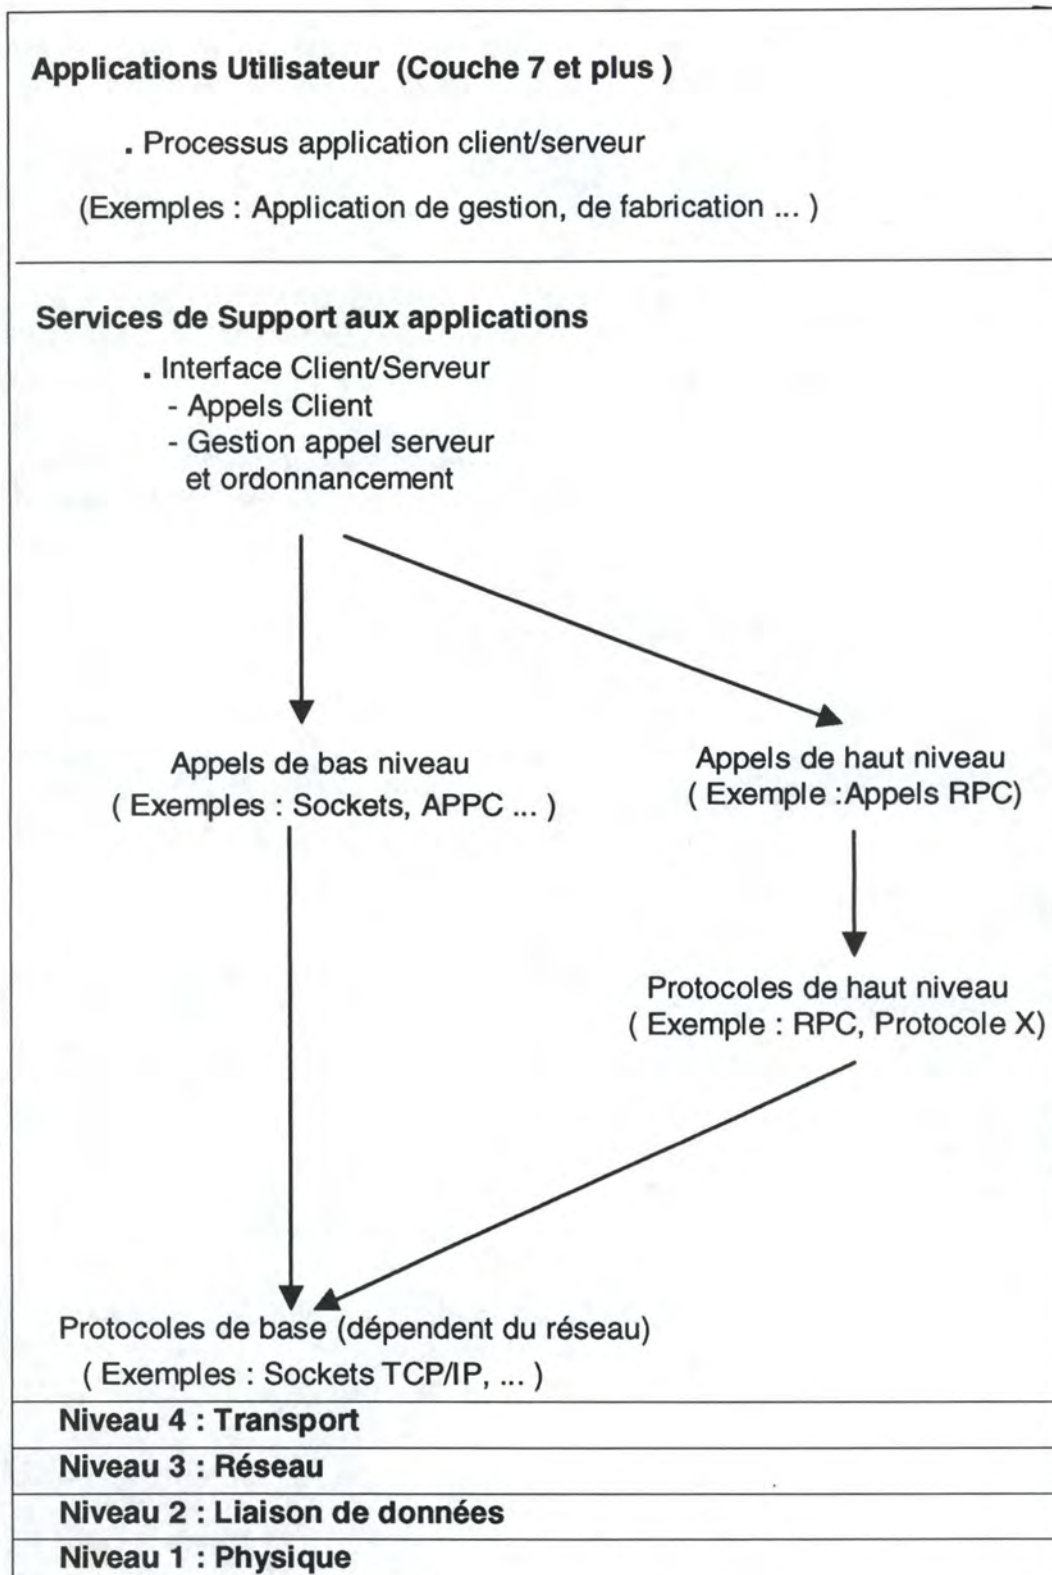 Applications Utilisateur (Couche 7 et plus )
. Processus application client/serveur
(Exemples : Application de gestion, de fabrication ... )
Services de Support aux applications
. Interface Client/Serveur
- Appels Client
- Gestion appel serveur
et ordonnancement
Appels de bas niveau
( Exemples : Sockets, APPC ... )
Appels de haut niveau
( Exemple :Appels RPC)
Protocoles de haut niveau
( Exemple : RPC, Protocole X)
Protocoles de base (dépendent du réseau)
( Exemples : Sockets TCP/IP, ... )
Niveau 4 : Transport
Niveau 3 : Réseau
Niveau 2 : Liaison de données
Niveau 1 : Physique